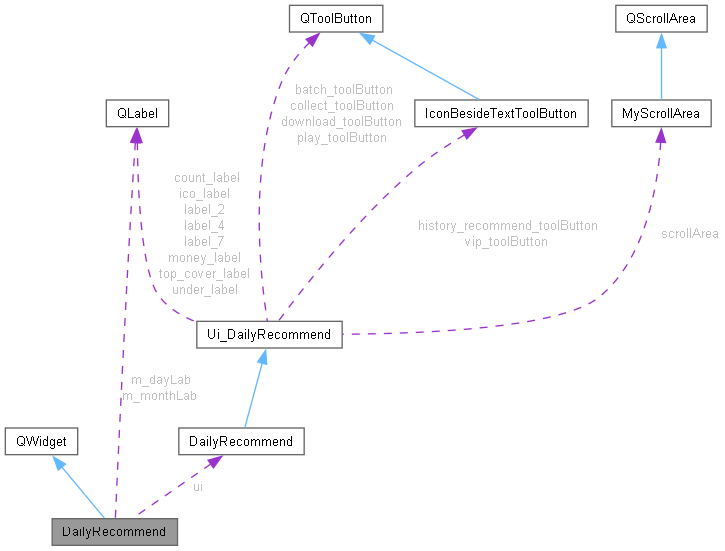 QToolButton
QScrollArea
batch_toolButton
collect_toolButton
download_toolButton
play_toolButton
QLabel
IconBesideTextToolButton
MyScrollArea
count_label
ico_label
label_2
label_4
label_7
money_label
top_cover_label
under_label
history_recommend_toolButton
vip_toolButton
scrollArea
Ui_DailyRecommend
m_dayLab
m_monthLab
QWidget
DailyRecommend
ui
DailyRecommend